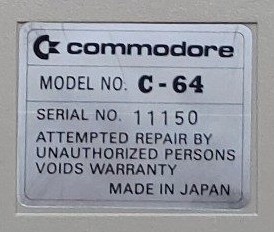 commodore
MODEL NO. C-64
SERIAL NO. 11150
ATTEMPTED REPAIR BY
UNAUTHORIZED PERSONS
VOIDS WARRANTY
MADE IN JAPAN